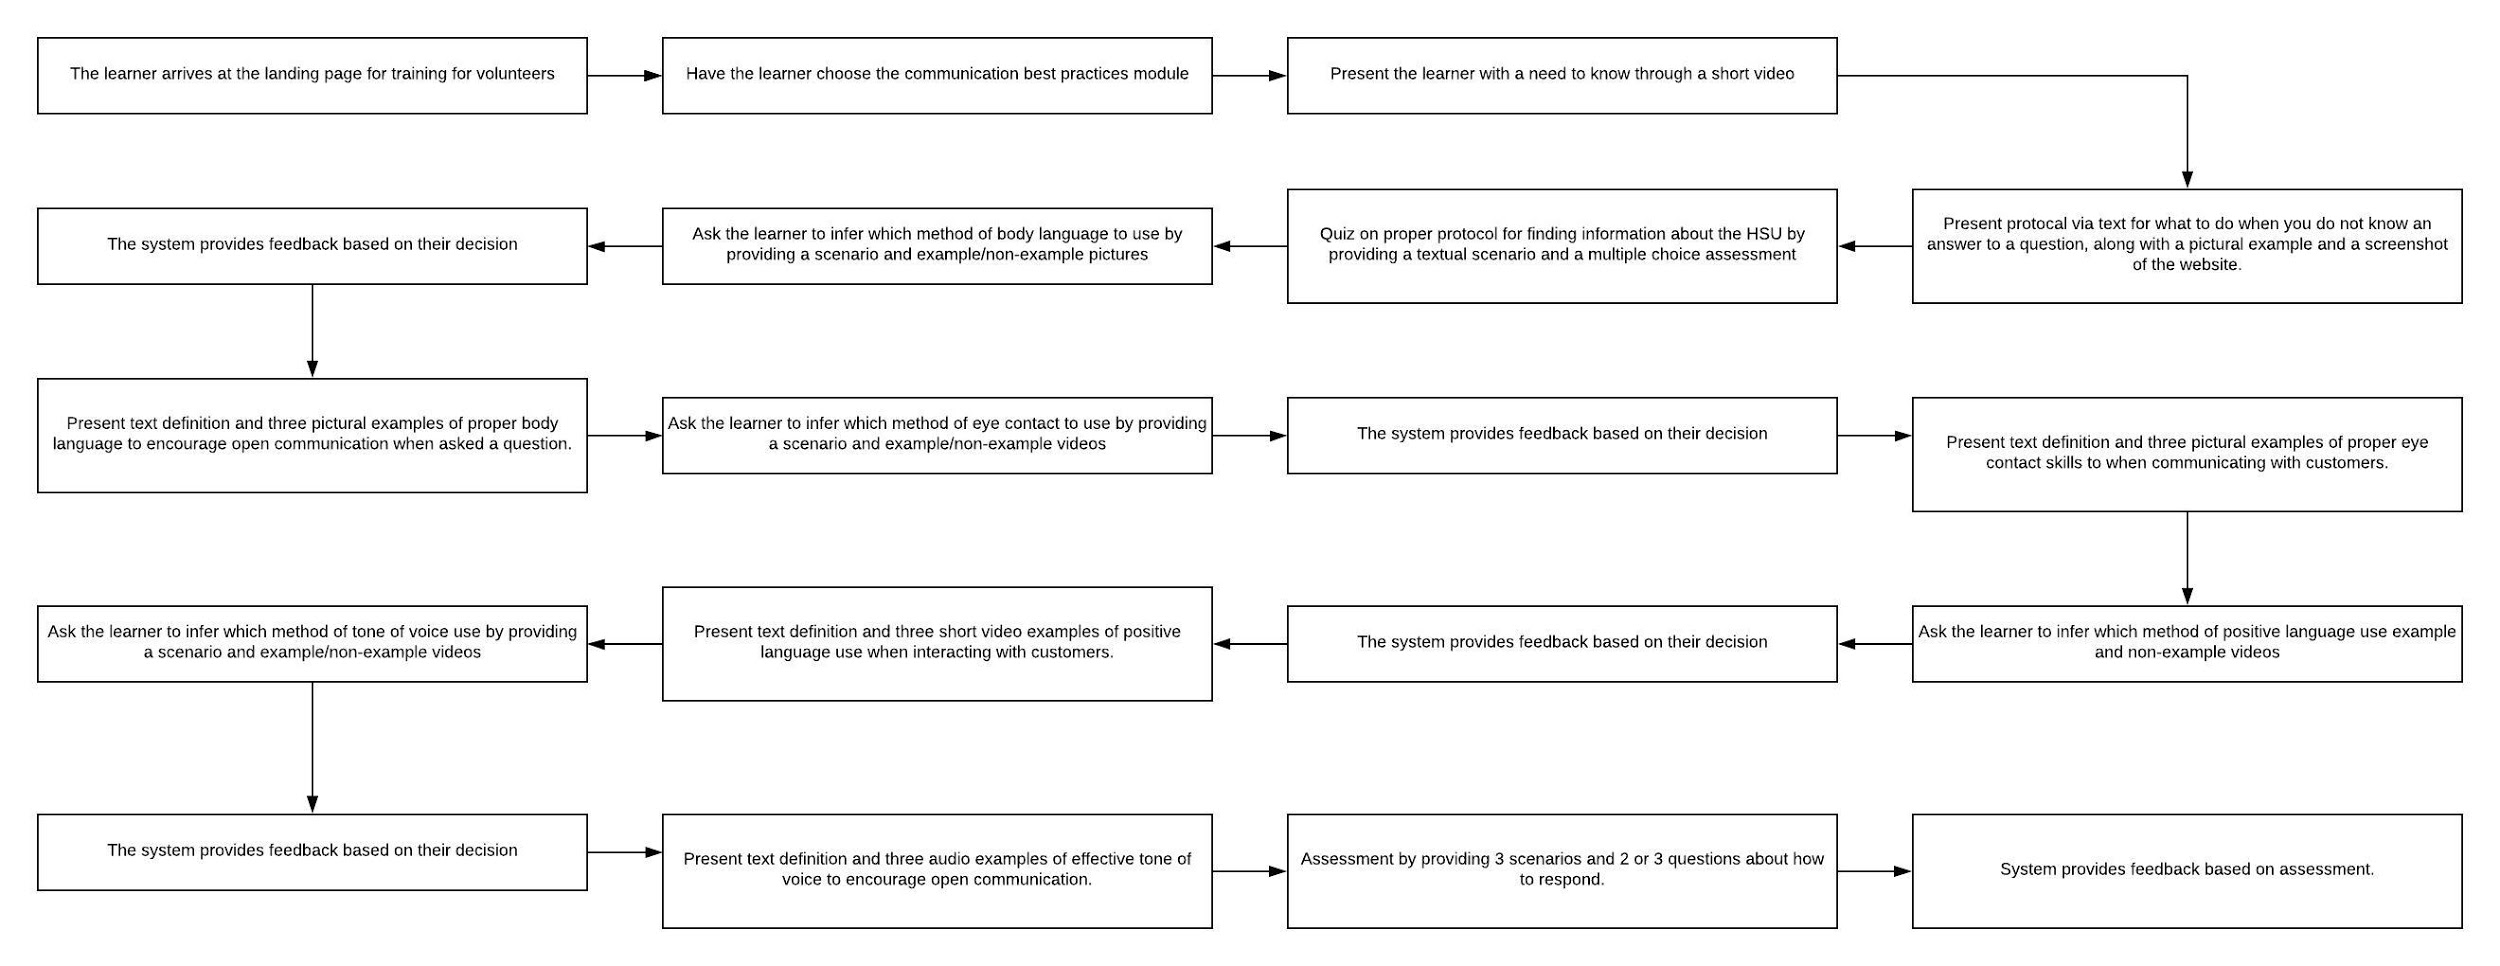 The learner arrives at the landing page for training for volunteers
Have the learner choose the communication best practices module
Present the learner with a need to know through a short video
Present protocal via text for what to do when you do not know an
answer to a question, along with a pictural example and a screenshot
of the website.
Quiz on proper protocol for finding information about the HSU by
providing a textual scenario and a multiple choice assessment
Ask the learner to infer which method of body language to use by
providing a scenario and example/non-example pictures
The system provides feedback based on their decision
Present text definition and three pictural examples of proper body
language to encourage open communication when asked a question.
Ask the learner to infer which method of eye contact to use by providing
a scenario and example/non-example videos
The system provides feedback based on their decision
Present text definition and three pictural examples of proper eye
contact skills to when communicating with customers.
Ask the learner to infer which method of positive language use example
and non-example videos
The system provides feedback based on their decision
Present text definition and three short video examples of positive
language use when interacting with customers.
Ask the learner to infer which method of tone of voice use by providing
a scenario and example/non-example videos
The system provides feedback based on their decision
Present text definition and three audio examples of effective tone of
voice to encourage open communication.
Assessment by providing 3 scenarios and 2 or 3 questions about how
to respond.
System provides feedback based on assessment.